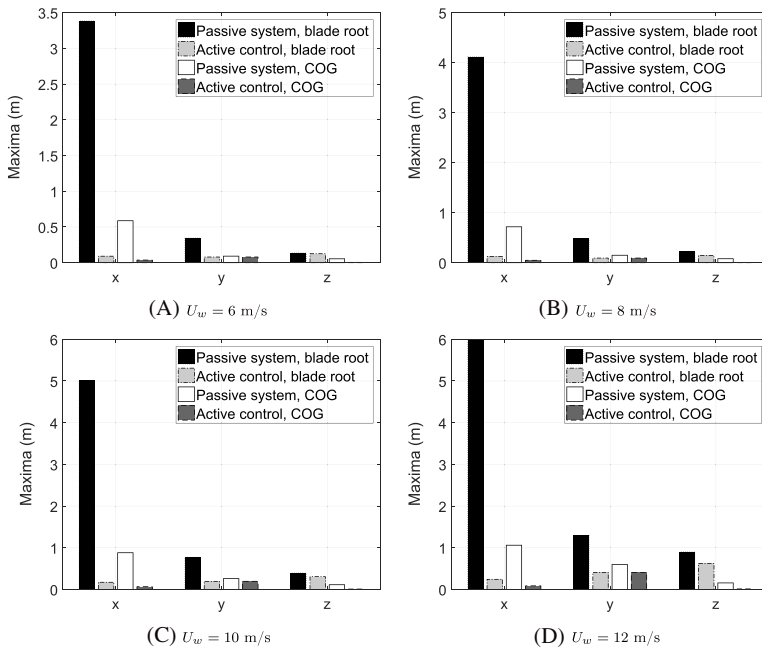 3.5
3
2.5
2
1.5
1
0.5
0
Maxima (m)
x
y
z
Passive system, blade root
Active control, blade root
Passive system, COG
Active control, COG
(A) U_w = 6 m/s
5
4
3
2
1
0
Maxima (m)
x
y
z
Passive system, blade root
Active control, blade root
Passive system, COG
Active control, COG
(B) U_w = 8 m/s
6
5
4
3
2
1
0
Maxima (m)
x
y
z
Passive system, blade root
Active control, blade root
Passive system, COG
Active control, COG
(C) U_w = 10 m/s
6
5
4
3
2
1
0
Maxima (m)
x
y
z
Passive system, blade root
Active control, blade root
Passive system, COG
Active control, COG
(D) U_w = 12 m/s